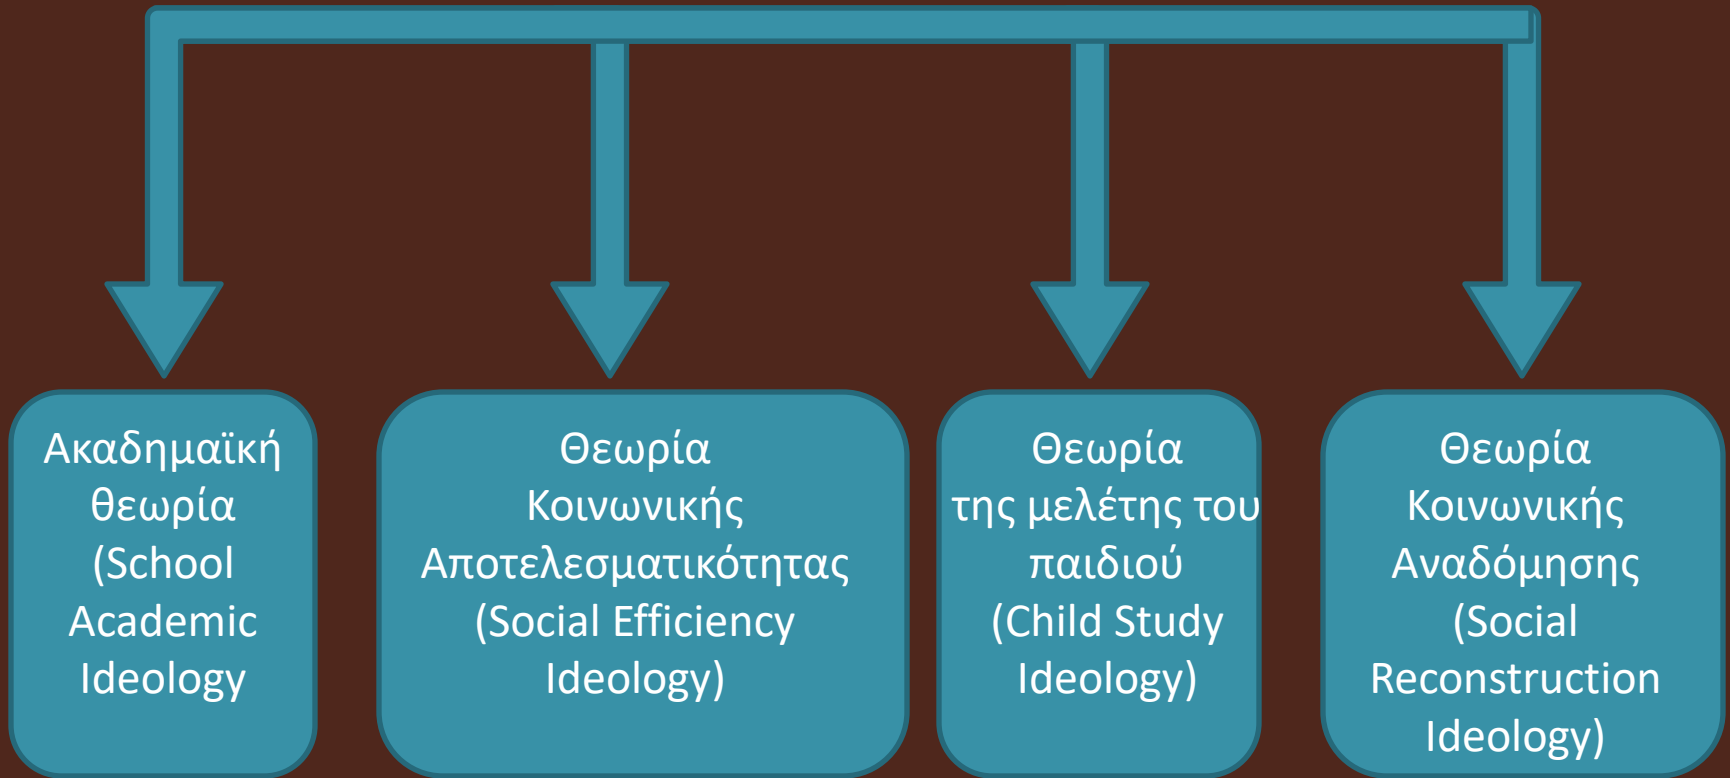 Ακαδημαϊκή
θεωρία
(School
Academic
Ideology
Θεωρία
Κοινωνικής
Αποτελεσματικότητας
(Social Efficiency
Ideology)
Θεωρία
της μελέτης του
παιδιού
(Child Study
Ideology)
Θεωρία
Κοινωνικής
Αναδόμησης
(Social
Reconstruction
Ideology)